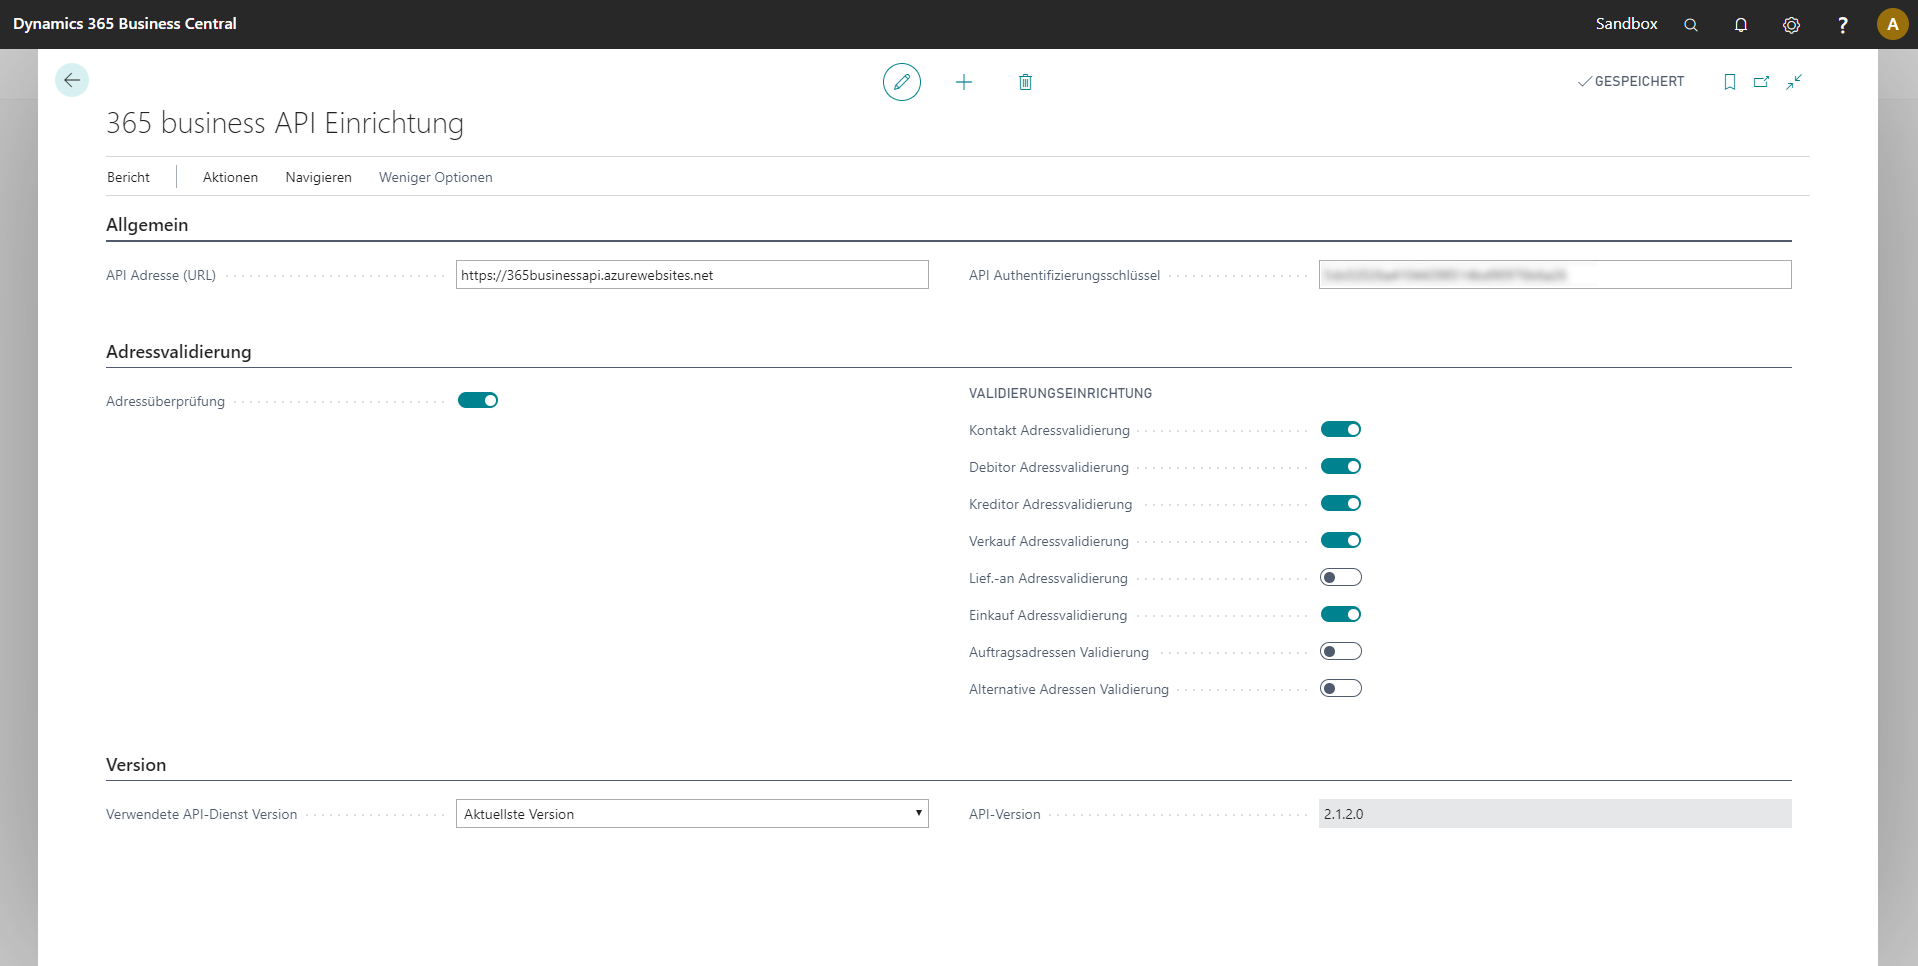 Dynamics 365 Business Central
Sandbox
?
A
GESPEICHERT
365 business API Einrichtung
Bericht Aktionen Navigieren Weniger Optionen
Allgemein
API Adresse (URL) https://365businessapi.azurewebsites.net
API Authentifizierungsschlüssel
Adressvalidierung
Adressüberprüfung
VALIDIERUNGSEINRICHTUNG
Kontakt Adressvalidierung
Debitor Adressvalidierung
Kreditor Adressvalidierung
Verkauf Adressvalidierung
Lief.-an Adressvalidierung
Einkauf Adressvalidierung
Auftragsadressen Validierung
Alternative Adressen Validierung
Version
Verwendete API-Dienst Version Aktuellste Version
API-Version 2.1.2.0